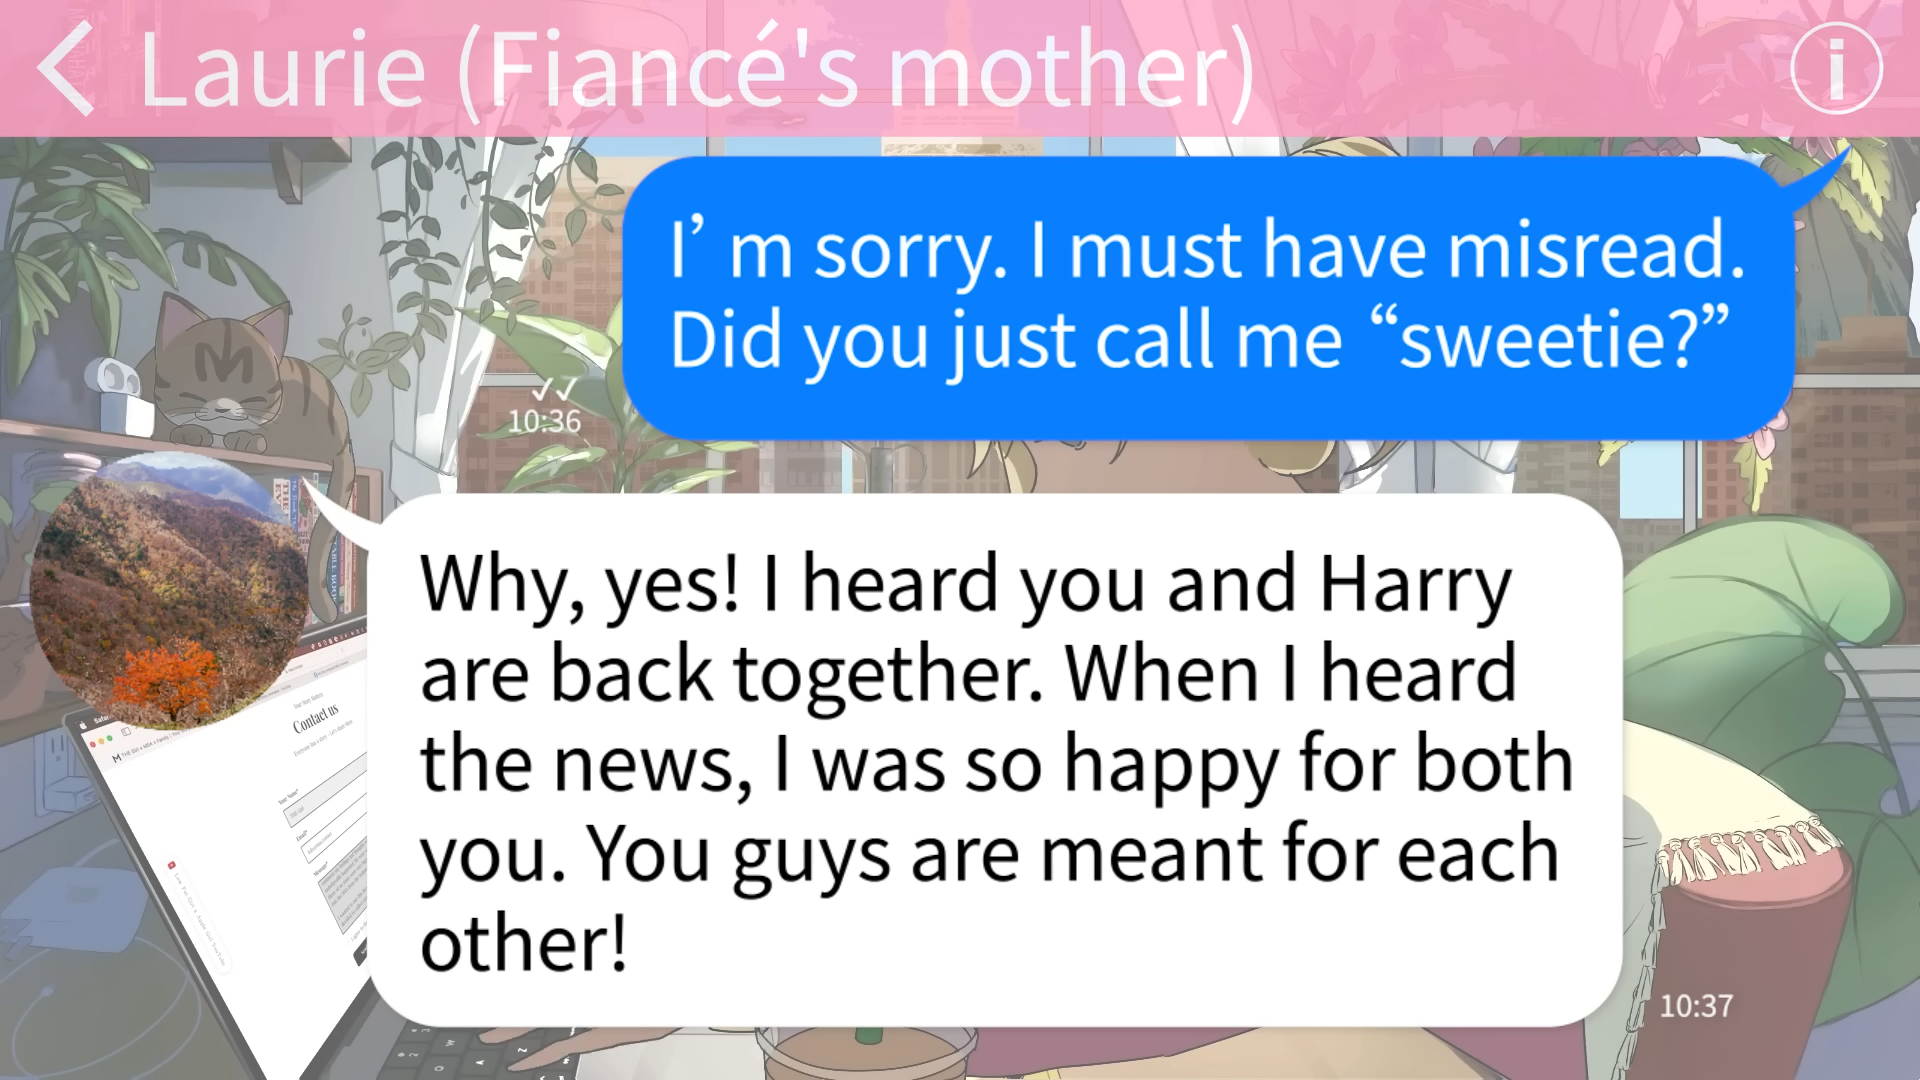 Laurie (Fiancé's mother)
I’m sorry. I must have misread.
Did you just call me “sweetie?”
10:36
Why, yes! I heard you and Harry
are back together. When I heard
the news, I was so happy for both
you. You guys are meant for each
other!
10:37
Contact us